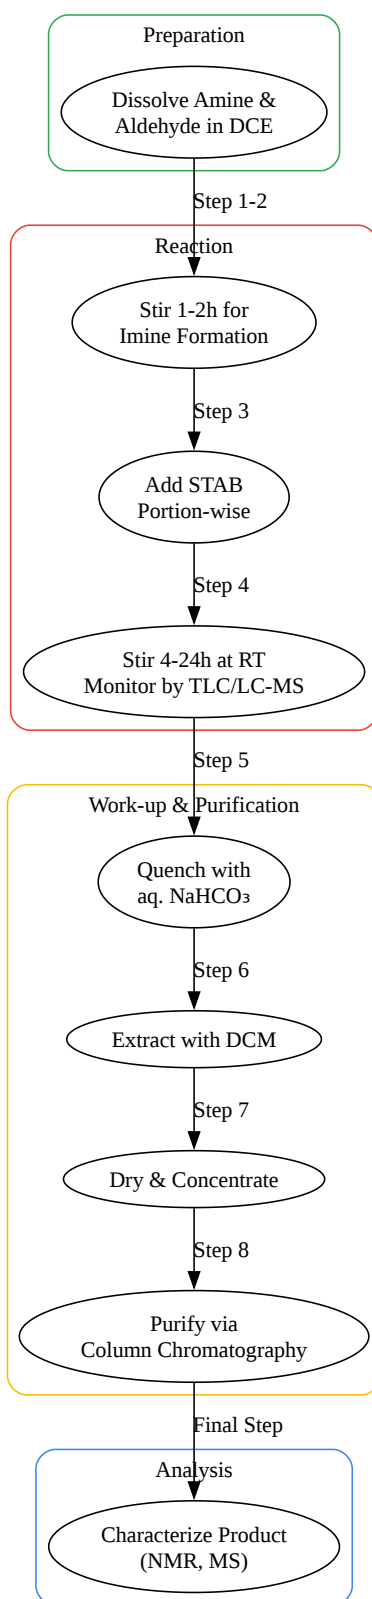 Preparation
Dissolve Amine &
Aldehyde in DCE
Step 1-2
Reaction
Stir 1-2h for
Imine Formation
Step 3
Add STAB
Portion-wise
Step 4
Stir 4-24h at RT
Monitor by TLC/LC-MS
Step 5
Work-up & Purification
Quench with
aq. NaHCO₃
Step 6
Extract with DCM
Step 7
Dry & Concentrate
Step 8
Purify via
Column Chromatography
Final Step
Analysis
Characterize Product
(NMR, MS)